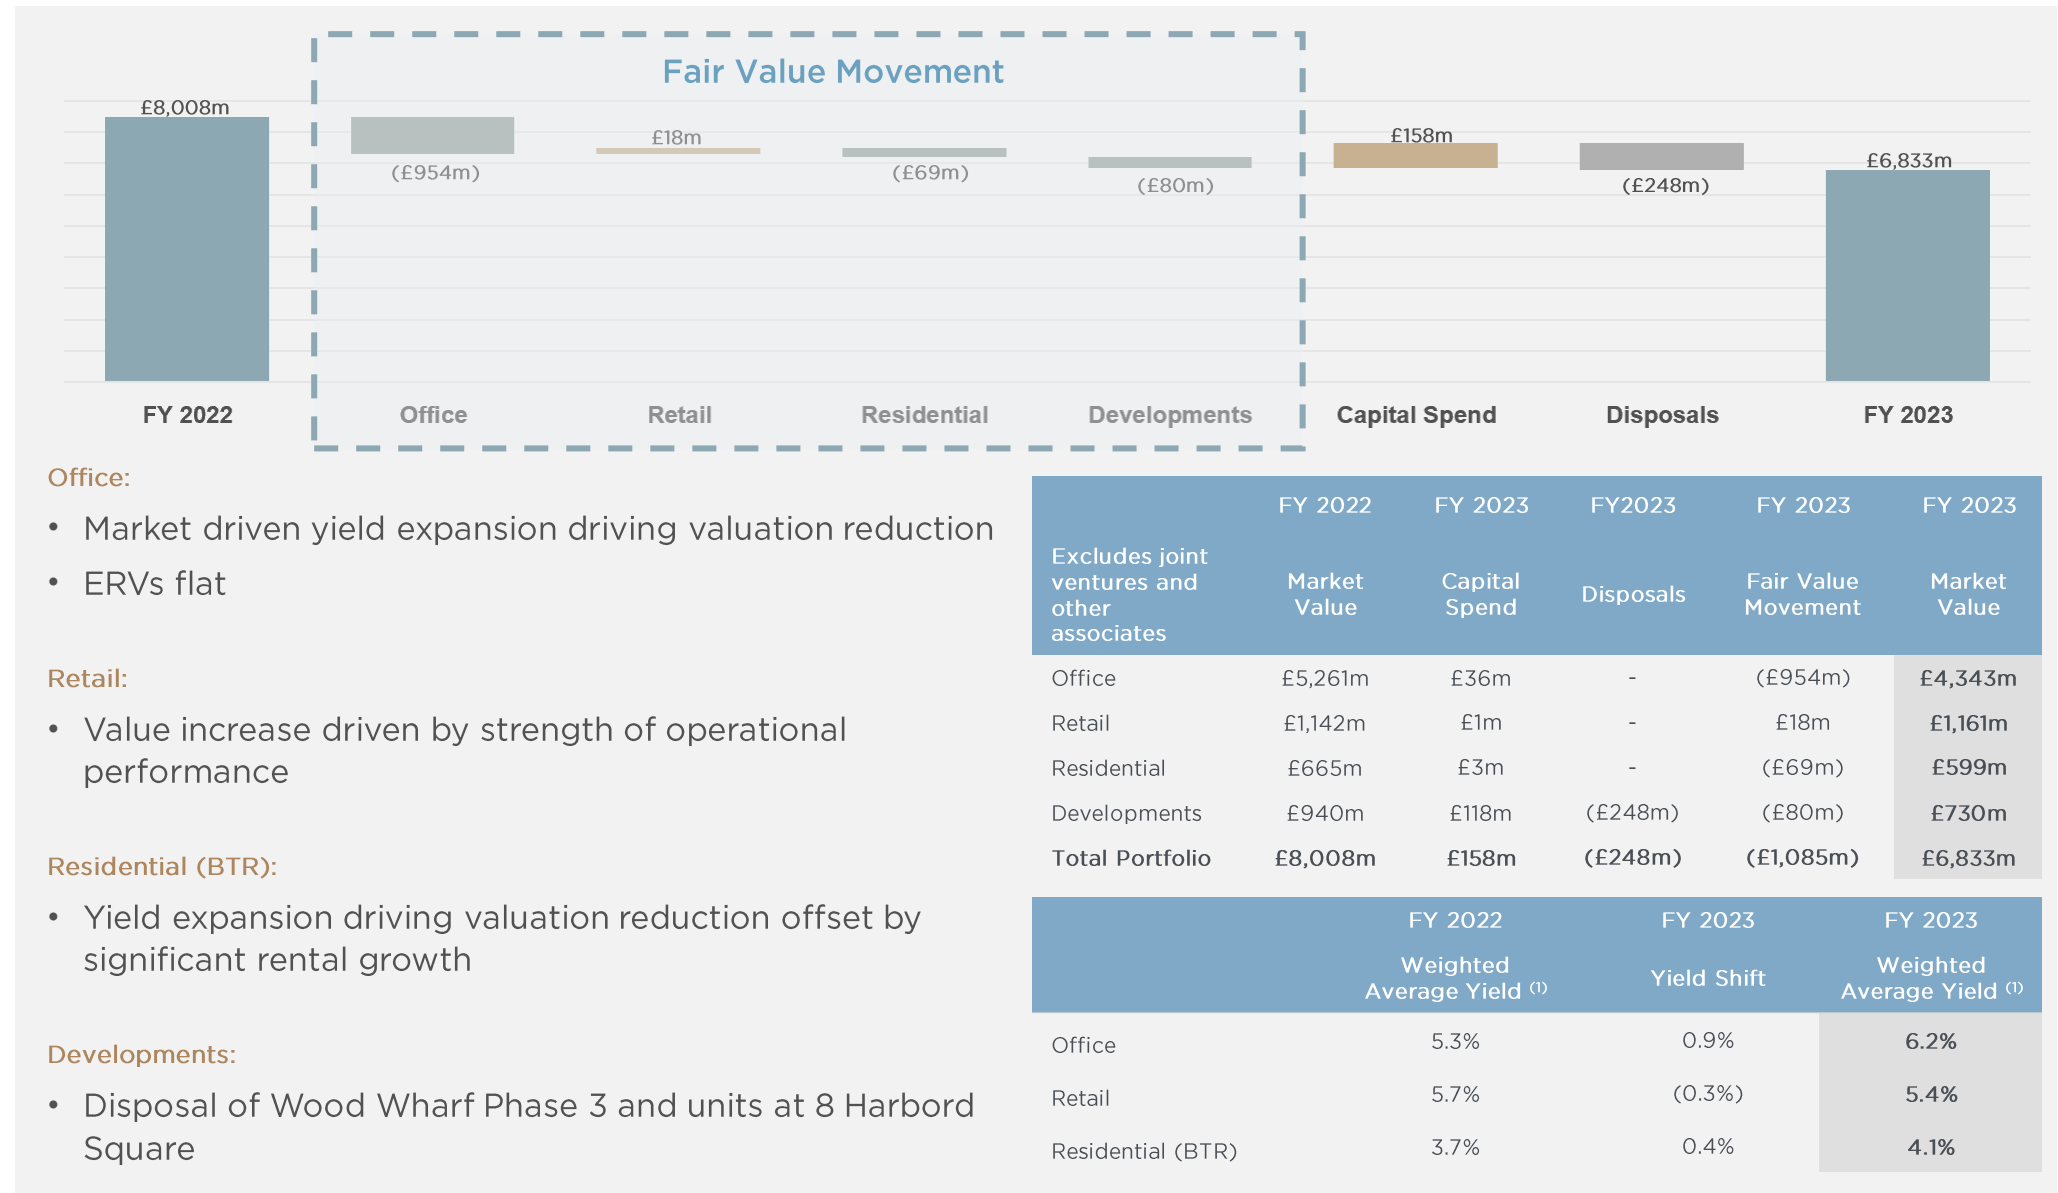 Fair Value Movement
£8,008m
(£954m)
£18m
(£69m)
(£80m)
£158m
(£248m)
£6,833m
FY 2022
Office
Retail
Residential
Developments
Capital Spend
Disposals
FY 2023
Office:
• Market driven yield expansion driving valuation reduction
• ERVs flat
Retail:
• Value increase driven by strength of operational
performance
Residential (BTR):
• Yield expansion driving valuation reduction offset by
significant rental growth
Developments:
• Disposal of Wood Wharf Phase 3 and units at 8 Harbord
Square
FY 2022 FY 2023 FY2023 FY 2023 FY 2023
Excludes joint
ventures and
other
associates
Market
Value
Capital
Spend
Disposals
Fair Value
Movement
Market
Value
Office £5,261m £36m - (£954m) £4,343m
Retail £1,142m £1m - £18m £1,161m
Residential £665m £3m - (£69m) £599m
Developments £940m £118m (£248m) (£80m) £730m
Total Portfolio £8,008m £158m (£248m) (£1,085m) £6,833m
FY 2022 FY 2023 FY 2023
Weighted
Average Yield (1)
Yield Shift
Weighted
Average Yield (1)
Office 5.3% 0.9% 6.2%
Retail 5.7% (0.3%) 5.4%
Residential (BTR) 3.7% 0.4% 4.1%